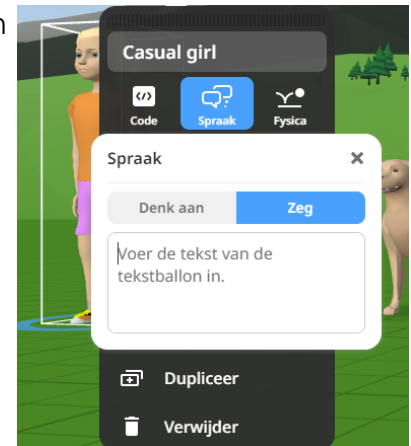 n
Casual girl
Code Spraak Fysica
Spraak
Denk aan Zeg
Voer de tekst van de
tekstballon in.
Dupliceer
Verwijder